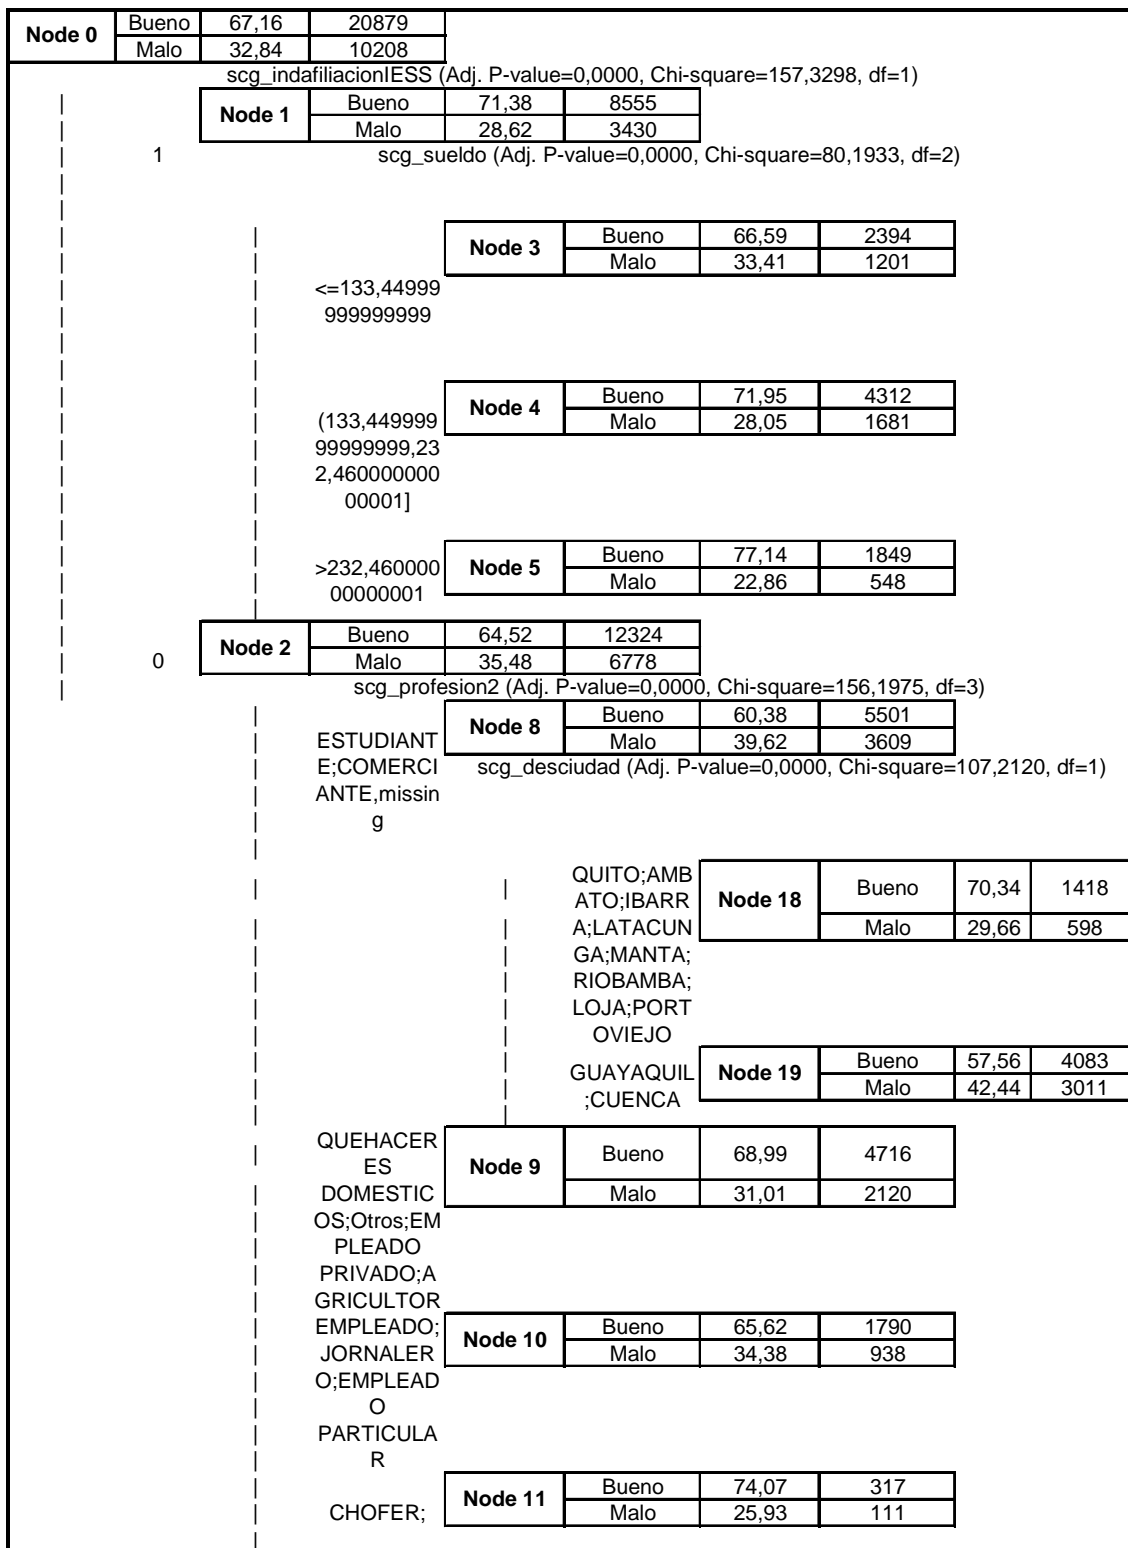 Node 0 Bueno 67,16 20879
Malo 32,84 10208
scg_indafiliacionIESS (Adj. P-value=0,0000, Chi-square=157,3298, df=1)
Node 1 Bueno 71,38 8555
Malo 28,62 3430
1 scg_sueldo (Adj. P-value=0,0000, Chi-square=80,1933, df=2)
Node 3 Bueno 66,59 2394
Malo 33,41 1201
<=133,44999
999999999
Node 4 Bueno 71,95 4312
Malo 28,05 1681
(133,449999
99999999,23
2,460000000
00001]
Node 5 Bueno 77,14 1849
Malo 22,86 548
>232,460000
00000001
Node 2 Bueno 64,52 12324
0 Malo 35,48 6778
scg_profesion2 (Adj. P-value=0,0000, Chi-square=156,1975, df=3)
Node 8 Bueno 60,38 5501
Malo 39,62 3609
ESTUDIANT
E;COMERCI
ANTE,missin
g
scg_desciudad (Adj. P-value=0,0000, Chi-square=107,2120, df=1)
QUITO;AMB
ATO;IBARR
A;LATACUN
GA;MANTA;
RIOBAMBA;
LOJA;PORT
OVIEJO
Node 18 Bueno 70,34 1418
Malo 29,66 598
GUAYAQUIL
;CUENCA
Node 19 Bueno 57,56 4083
Malo 42,44 3011
QUEHACER
ES
DOMESTIC
OS;Otros;EM
PLEADO
PRIVADO;A
GRICULTOR
Node 9 Bueno 68,99 4716
Malo 31,01 2120
EMPLEADO;
JORNALER
O;EMPLEAD
O
PARTICULA
R
Node 10 Bueno 65,62 1790
Malo 34,38 938
CHOFER;
Node 11 Bueno 74,07 317
Malo 25,93 111